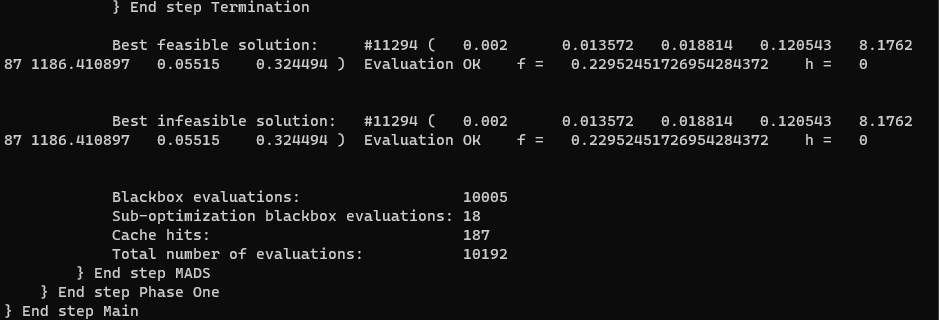 } End step Termination
Best feasible solution: #11294 ( 0.002 0.013572 0.018814 0.120543 8.1762
87 1186.410897 0.05515 0.324494 ) Evaluation OK f = 0.22952451726954284372 h = 0
Best infeasible solution: #11294 ( 0.002 0.013572 0.018814 0.120543 8.1762
87 1186.410897 0.05515 0.324494 ) Evaluation OK f = 0.22952451726954284372 h = 0
Blackbox evaluations: 10005
Sub-optimization blackbox evaluations: 18
Cache hits: 187
Total number of evaluations: 10192
} End step MADS
} End step Phase One
} End step Main